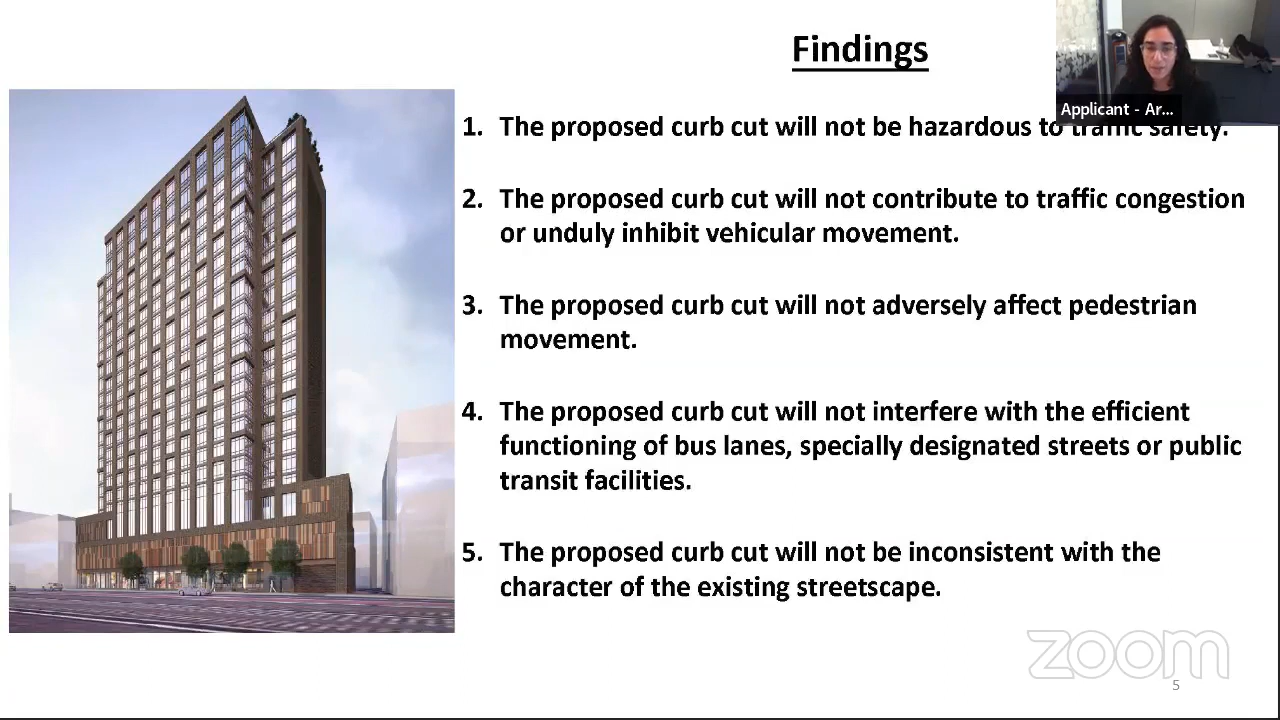 Findings
Applicant - Ar...
1. The proposed curb cut will not be hazardous to traffic safety.
2. The proposed curb cut will not contribute to traffic congestion
or unduly inhibit vehicular movement.
3. The proposed curb cut will not adversely affect pedestrian
movement.
4. The proposed curb cut will not interfere with the efficient
functioning of bus lanes, specially designated streets or public
transit facilities.
5. The proposed curb cut will not be inconsistent with the
character of the existing streetscape.
zoom
5